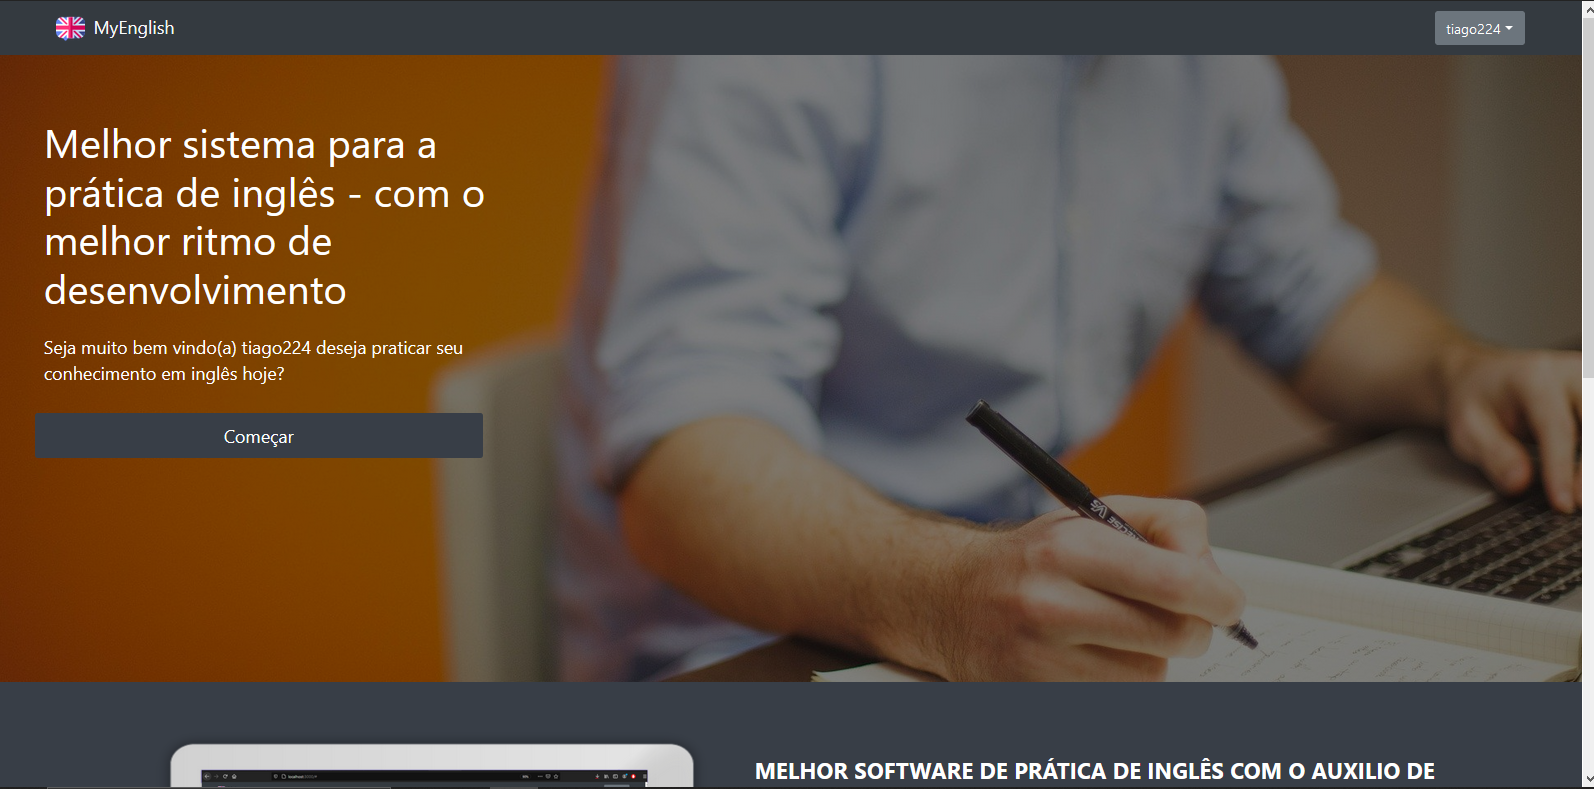 MyEnglish
tiago224
Melhor sistema para a
prática de inglês - com o
melhor ritmo de
desenvolvimento
Seja muito bem vindo(a) tiago224 deseja praticar seu
conhecimento em inglês hoje?
Começar
MELHOR SOFTWARE DE PRÁTICA DE INGLÊS COM O AUXILIO DE